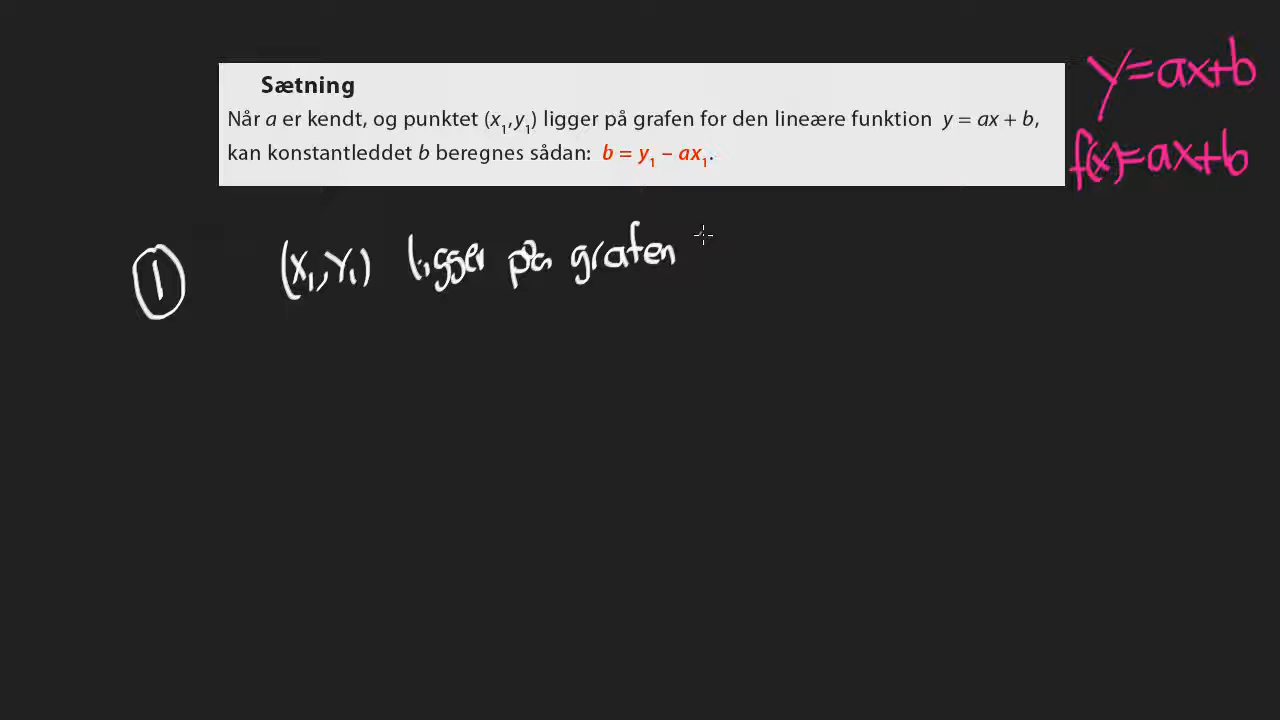 Sætning
Når a er kendt, og punktet (x₁,y₁) ligger på grafen for den lineære funktion y = ax + b,
kan konstantleddet b beregnes sådan: b = y₁ – ax₁.
y=ax+b
f(x)=ax+b
1 (x₁,y₁) ligger på grafen